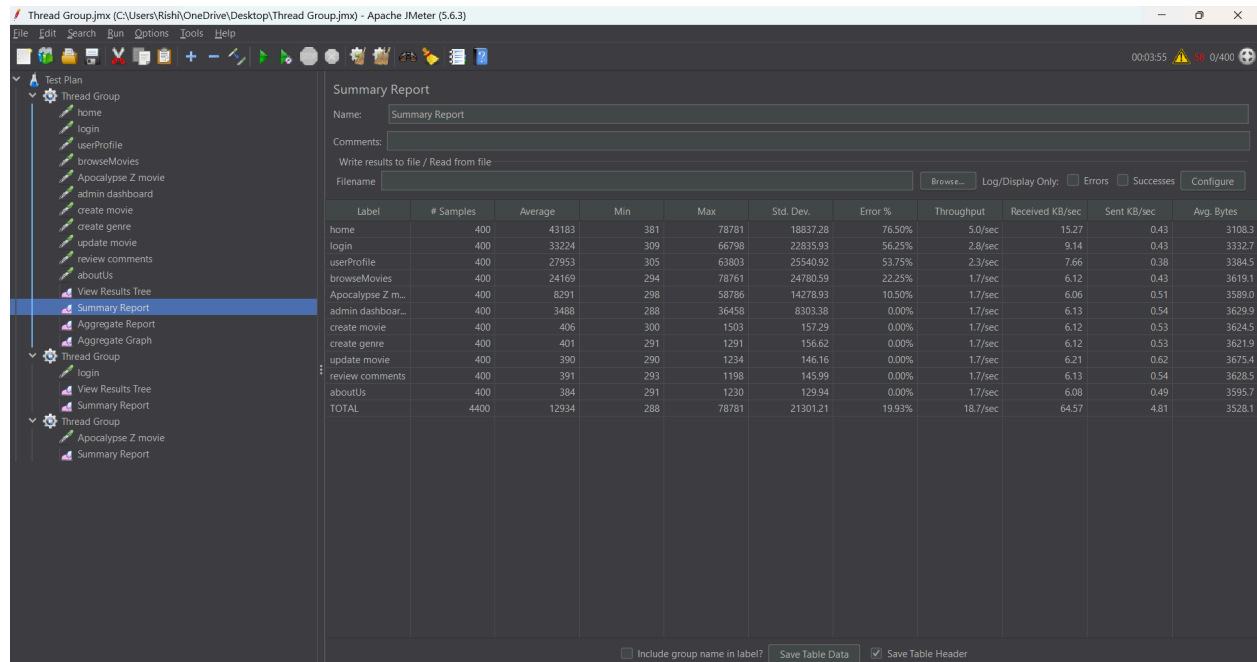 Thread Group.jmx (C:\Users\Rishi\OneDrive\Desktop\Thread Group.jmx) - Apache JMeter (5.6.3)
File Edit Search Run Options Tools Help
00:03:55 58 0/400
Test Plan
Thread Group
home
login
userProfile
browseMovies
Apocalypse Z movie
admin dashboard
create movie
create genre
update movie
review comments
aboutUs
View Results Tree
Summary Report
Aggregate Report
Aggregate Graph
Thread Group
login
View Results Tree
Summary Report
Thread Group
Apocalypse Z movie
Summary Report
Summary Report
Name: Summary Report
Comments:
Write results to file / Read from file
Filename Browse... Log/Display Only: Errors Successes Configure
Label # Samples Average Min Max Std. Dev. Error % Throughput Received KB/sec Sent KB/sec Avg. Bytes
home 400 43183 381 78781 18837.28 76.50% 5.0/sec 15.27 0.43 3108.3
login 400 33224 309 66798 22835.93 56.25% 2.8/sec 9.14 0.43 3332.7
userProfile 400 27953 305 63803 25540.92 53.75% 2.3/sec 7.66 0.38 3384.5
browseMovies 400 24169 294 78761 24780.59 22.25% 1.7/sec 6.12 0.43 3619.1
Apocalypse Z m... 400 8291 298 58786 14278.93 10.50% 1.7/sec 6.06 0.51 3589.0
admin dashboar... 400 3488 288 36458 8303.38 0.00% 1.7/sec 6.13 0.54 3629.9
create movie 400 406 300 1503 157.29 0.00% 1.7/sec 6.12 0.53 3624.5
create genre 400 401 291 1291 156.62 0.00% 1.7/sec 6.12 0.53 3621.9
update movie 400 390 290 1234 146.16 0.00% 1.7/sec 6.21 0.62 3675.4
review comments 400 391 293 1198 145.99 0.00% 1.7/sec 6.13 0.54 3628.5
aboutUs 400 384 291 1230 129.94 0.00% 1.7/sec 6.08 0.49 3595.7
TOTAL 4400 12934 288 78781 21301.21 19.93% 18.7/sec 64.57 4.81 3528.1
Include group name in label? Save Table Data Save Table Header